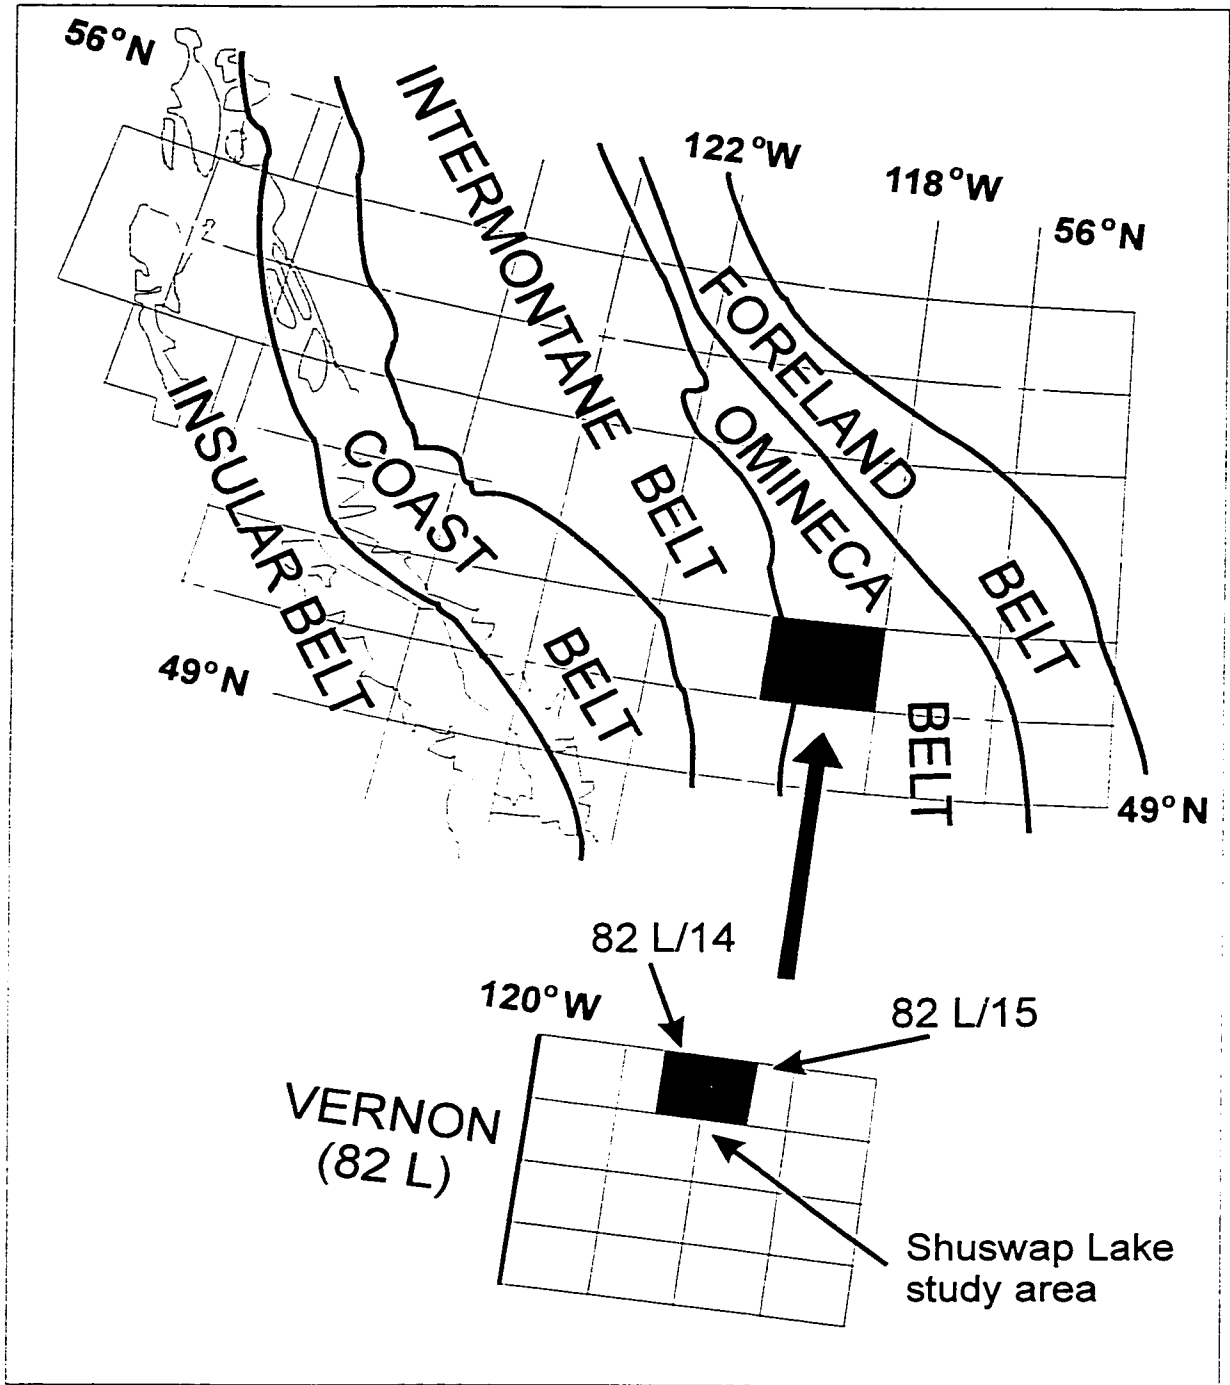 56°N
122°W
118°W
56°N
INSULAR BELT
COAST BELT
INTERMONTANE BELT
OMINECA BELT
FORELAND BELT
49°N
49°N
82 L/14
120°W
82 L/15
VERNON
(82 L)
Shuswap Lake
study area